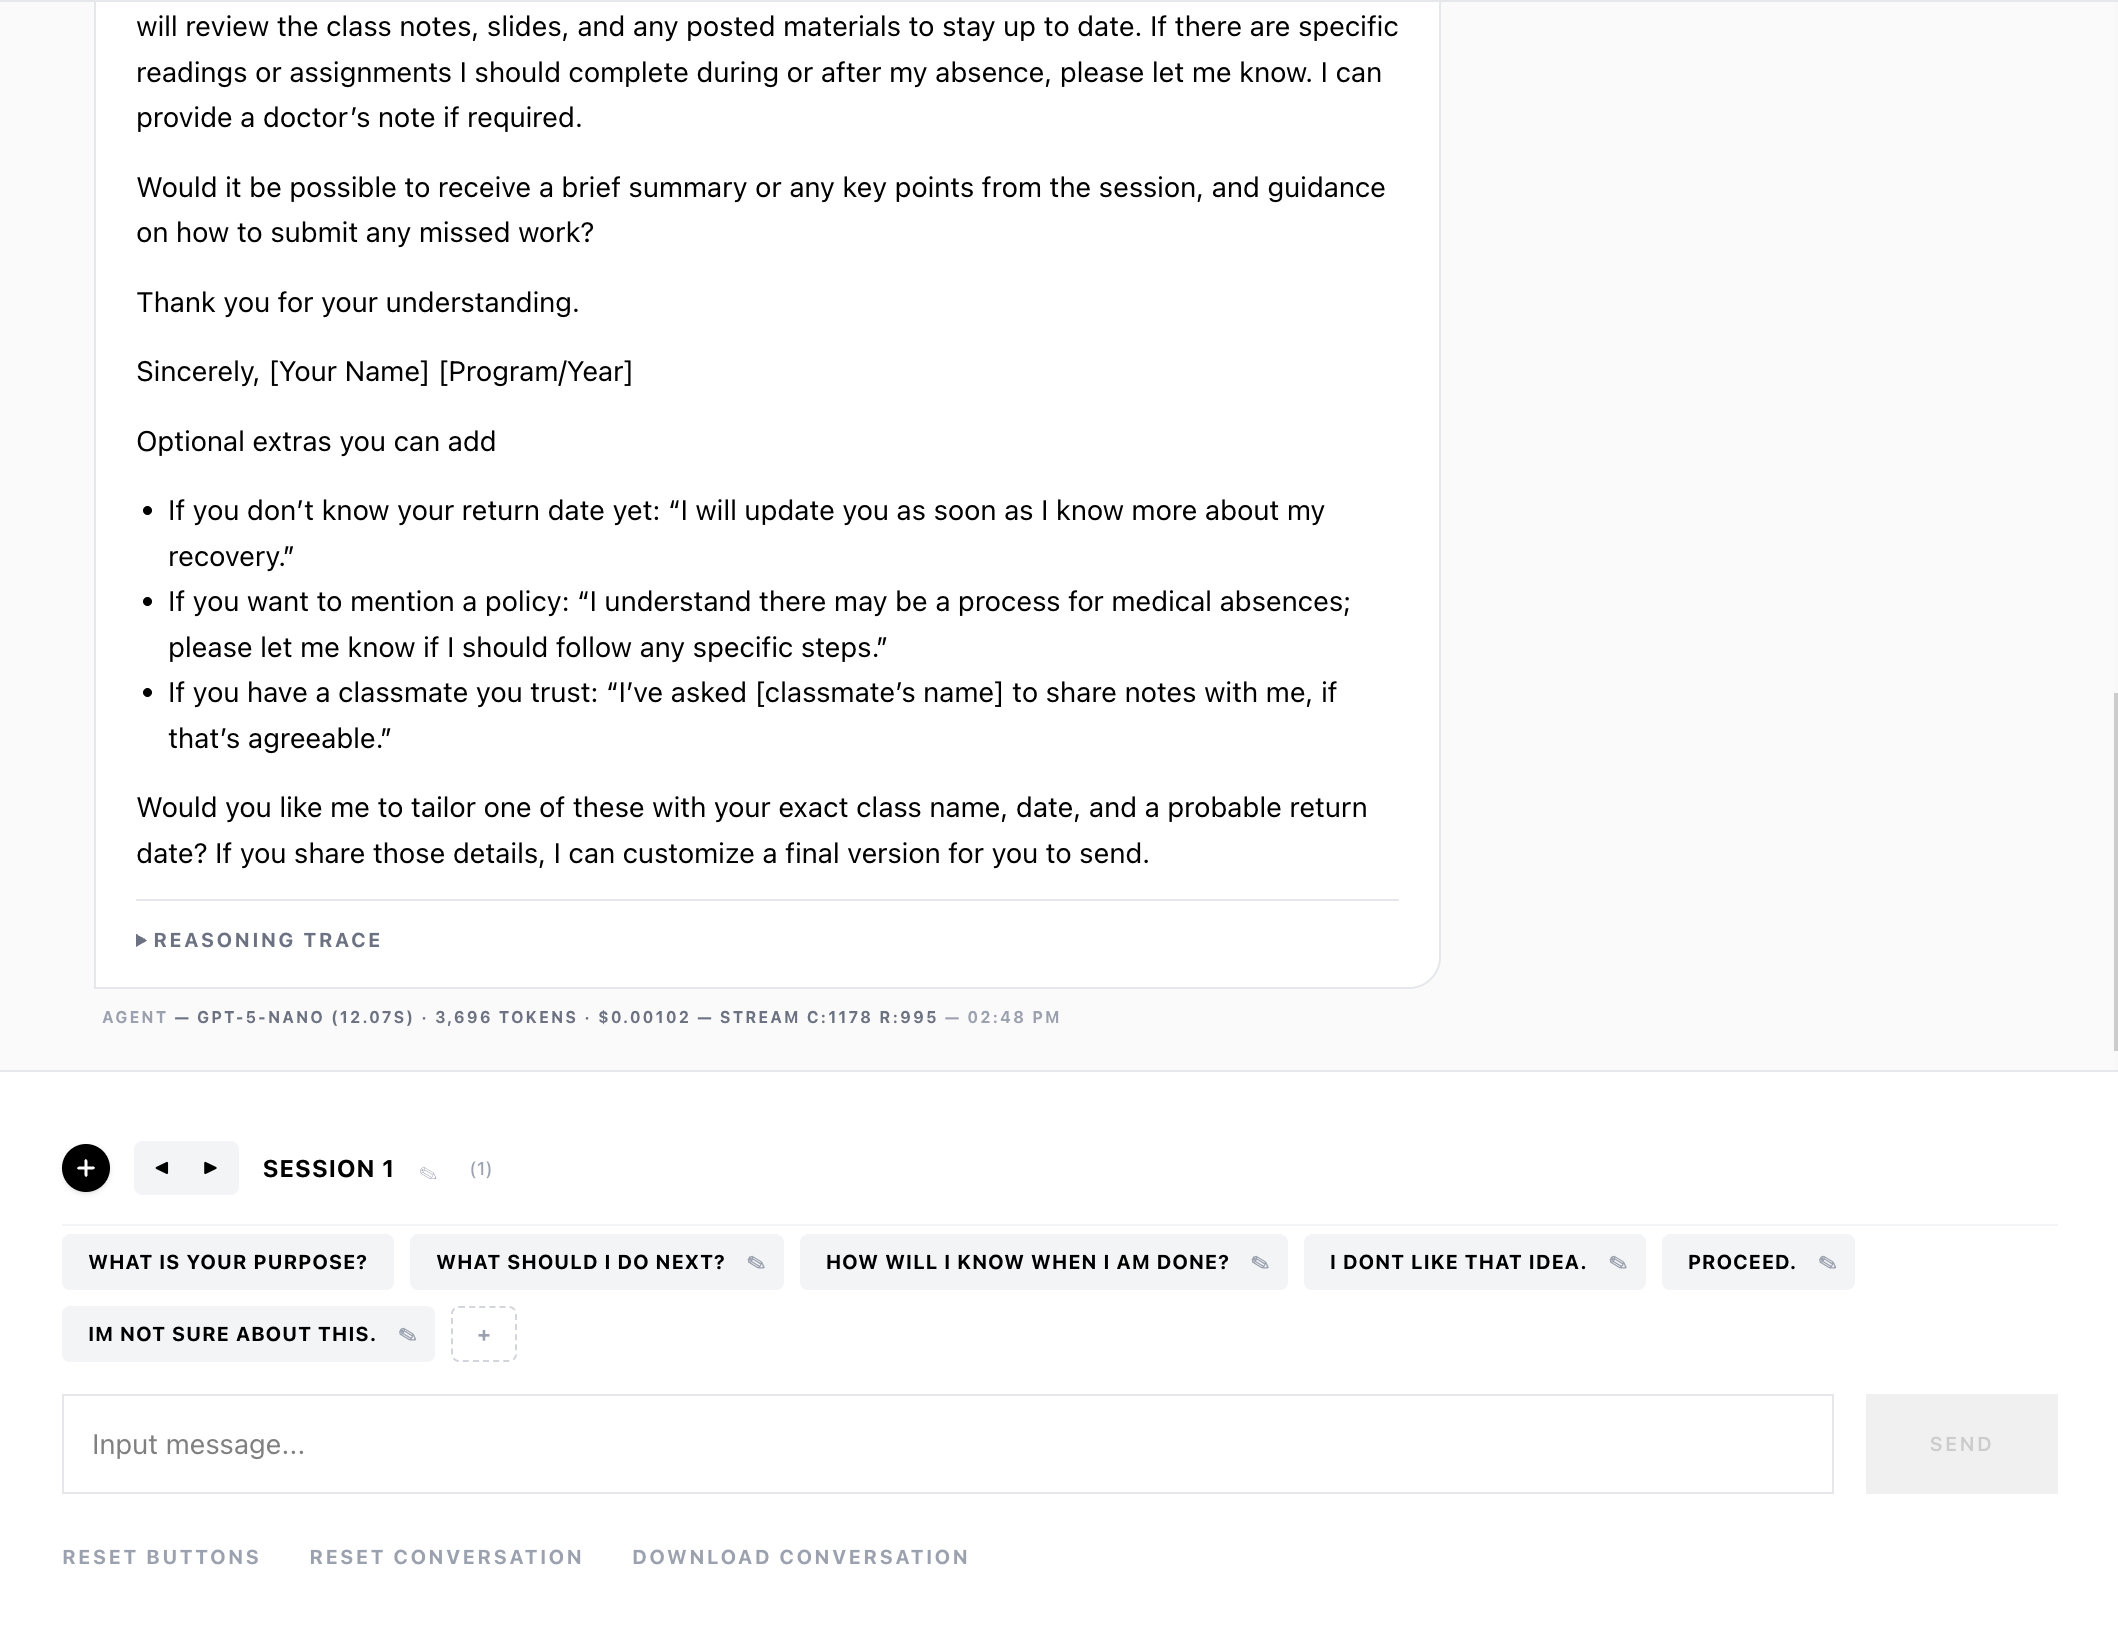 will review the class notes, slides, and any posted materials to stay up to date. If there are specific
readings or assignments I should complete during or after my absence, please let me know. I can
provide a doctor’s note if required.
Would it be possible to receive a brief summary or any key points from the session, and guidance
on how to submit any missed work?
Thank you for your understanding.
Sincerely, [Your Name] [Program/Year]
Optional extras you can add
• If you don’t know your return date yet: “I will update you as soon as I know more about my
recovery.”
• If you want to mention a policy: “I understand there may be a process for medical absences;
please let me know if I should follow any specific steps.”
• If you have a classmate you trust: “I’ve asked [classmate’s name] to share notes with me, if
that’s agreeable.”
Would you like me to tailor one of these with your exact class name, date, and a probable return
date? If you share those details, I can customize a final version for you to send.
▶ REASONING TRACE
AGENT — GPT-5-NANO (12.07S) · 3,696 TOKENS · $0.00102 — STREAM C:1178 R:995 — 02:48 PM
+ ◀ ▶ SESSION 1 ✎ (1)
WHAT IS YOUR PURPOSE? WHAT SHOULD I DO NEXT? ✎ HOW WILL I KNOW WHEN I AM DONE? ✎ I DONT LIKE THAT IDEA. ✎ PROCEED. ✎
IM NOT SURE ABOUT THIS. ✎ +
Input message... SEND
RESET BUTTONS RESET CONVERSATION DOWNLOAD CONVERSATION